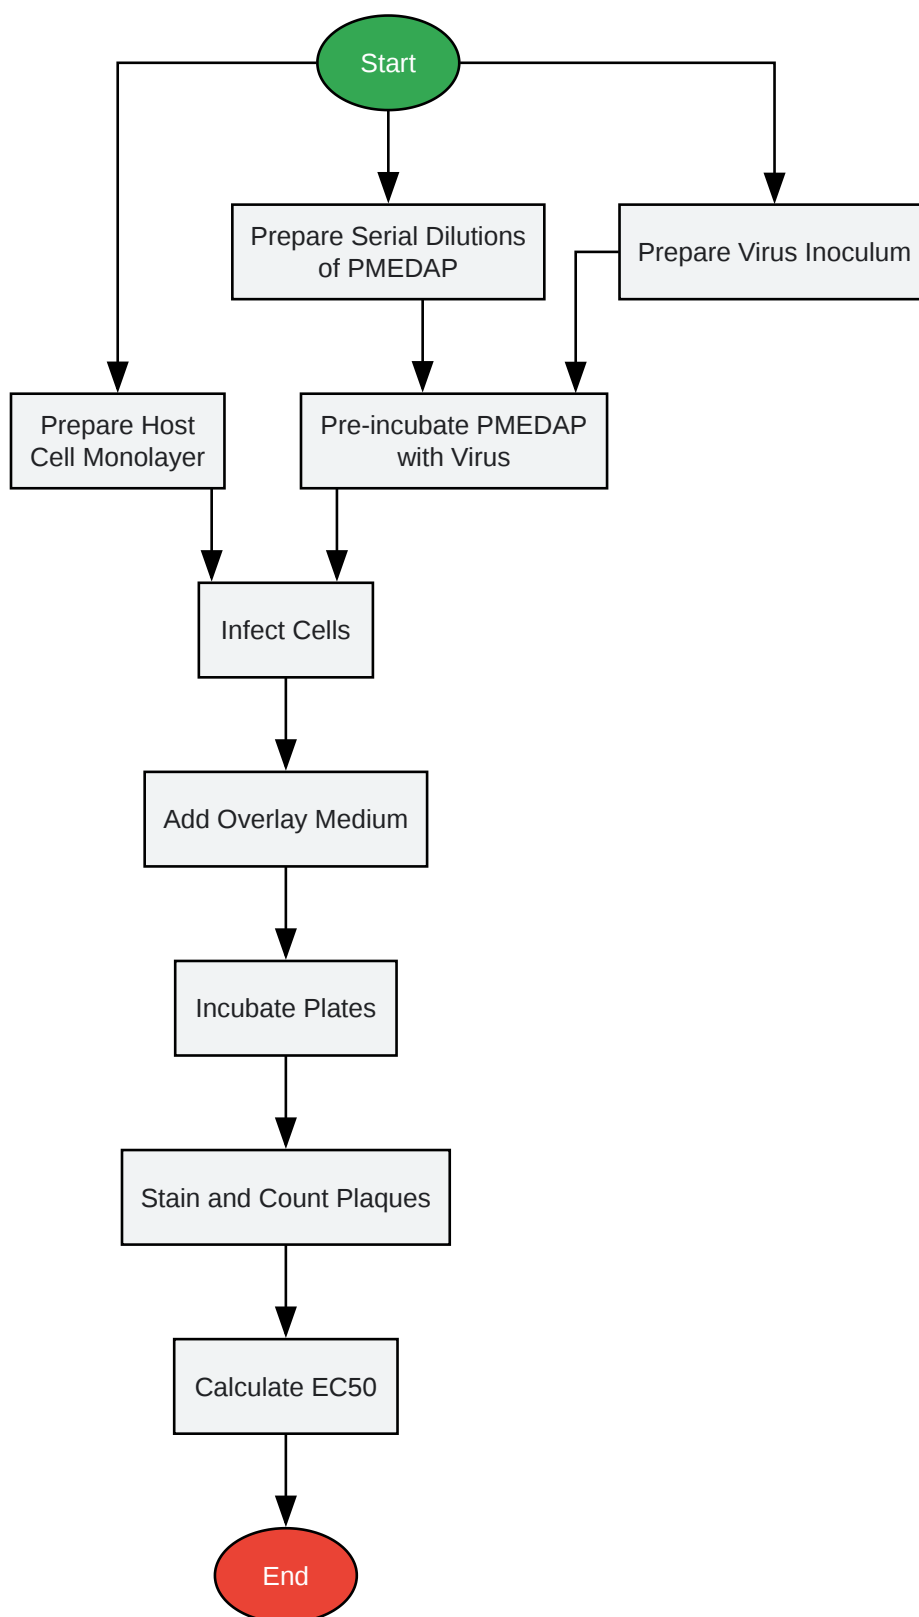 Start
Prepare Serial Dilutions
of PMEDAP
Prepare Virus Inoculum
Prepare Host
Cell Monolayer
Pre-incubate PMEDAP
with Virus
Infect Cells
Add Overlay Medium
Incubate Plates
Stain and Count Plaques
Calculate EC50
End